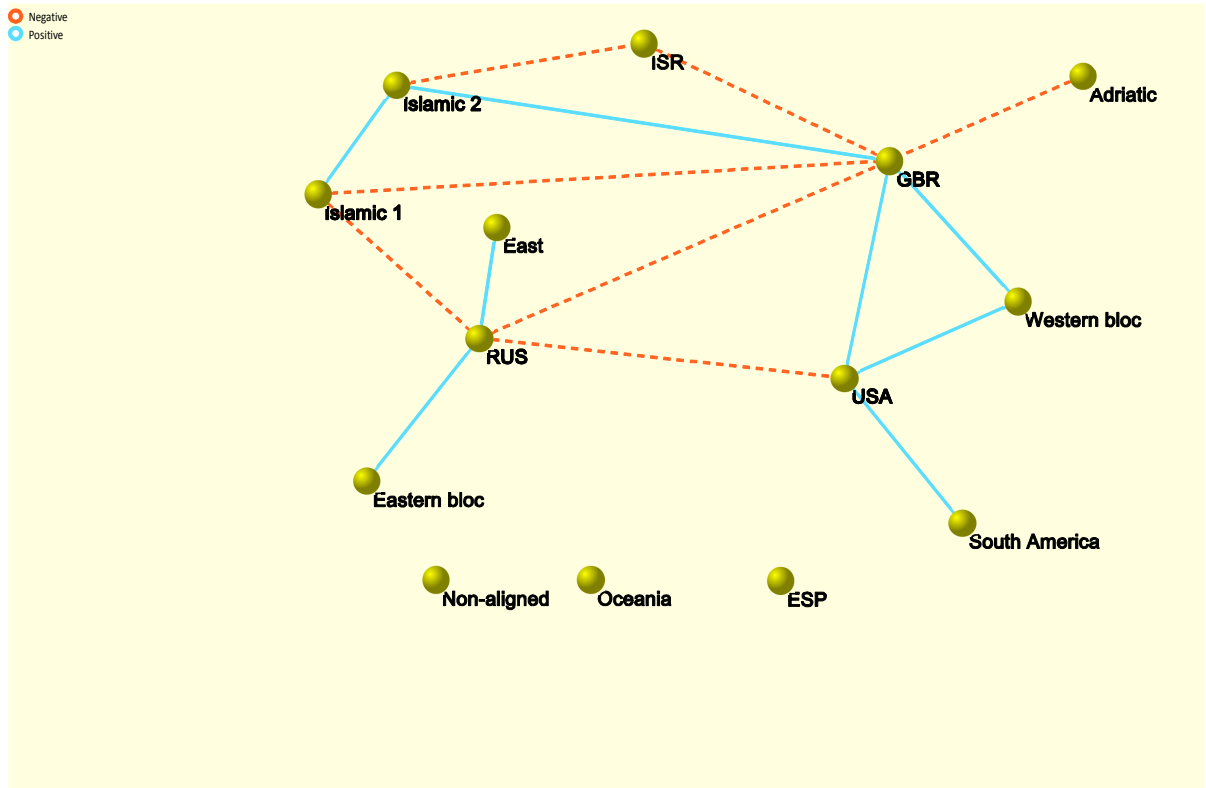 Negative
Positive
ISR
Islamic 2
Adriatic
GBR
Islamic 1
East
Western bloc
RUS
USA
Eastern bloc
South America
Non-aligned
Oceania
ESP